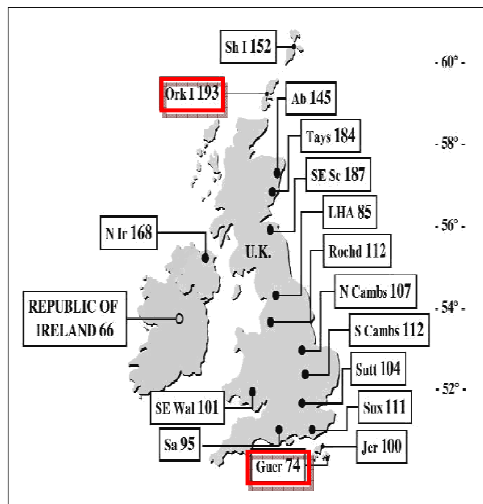 Sh I 152
60°
Ork I 193
Ab 145
Tays 184
58°
SE Sc 187
LHA 85
56°
N Ir 168
U.K.
Rochd 112
N Cambs 107
REPUBLIC OF
IRELAND 66
54°
S Cambs 112
Sutt 104
52°
SE Wal 101
Sux 111
Sa 95
Jer 100
Guer 74